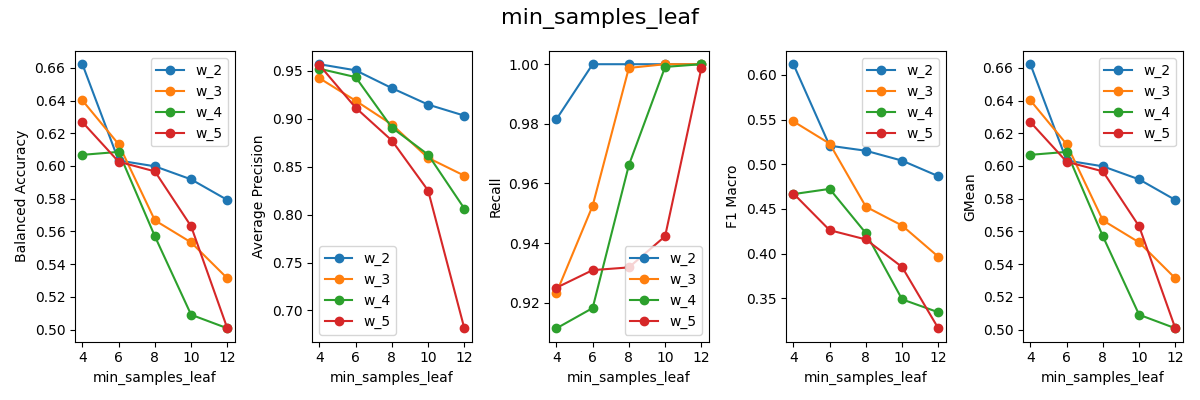 min_samples_leaf
Balanced Accuracy
0.66
0.64
0.62
0.60
0.58
0.56
0.54
0.52
0.50
4 6 8 10 12
min_samples_leaf
w_2
w_3
w_4
w_5
Average Precision
0.95
0.90
0.85
0.80
0.75
0.70
4 6 8 10 12
min_samples_leaf
w_2
w_3
w_4
w_5
Recall
1.00
0.98
0.96
0.94
0.92
4 6 8 10 12
min_samples_leaf
w_2
w_3
w_4
w_5
F1 Macro
0.60
0.55
0.50
0.45
0.40
0.35
4 6 8 10 12
min_samples_leaf
w_2
w_3
w_4
w_5
GMean
0.66
0.64
0.62
0.60
0.58
0.56
0.54
0.52
0.50
4 6 8 10 12
min_samples_leaf
w_2
w_3
w_4
w_5